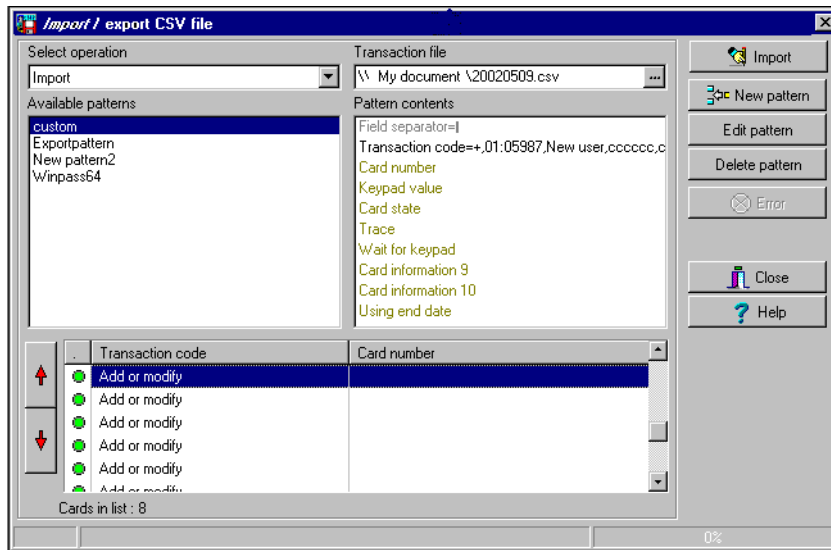 Import / export CSV file
Select operation
Import
Transaction file
\\ My document \20020509.csv
...
Import
New pattern
Edit pattern
Delete pattern
Error
Close
Help
Available patterns
custom
Exportpattern
New pattern2
Winpass64
Pattern contents
Field separator=|
Transaction code=+,01:05987,New user,cccccc,c
Card number
Keypad value
Card state
Trace
Wait for keypad
Card information 9
Card information 10
Using end date
. Transaction code Card number
Add or modify
Add or modify
Add or modify
Add or modify
Add or modify
Add or modify
Cards in list : 8
0%